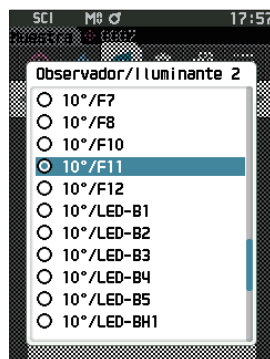 SCI M ♂ 17:57
Muestra 0002
Observador/Iluminante 2
10°/F7
10°/F8
10°/F10
10°/F11
10°/F12
10°/LED-B1
10°/LED-B2
10°/LED-B3
10°/LED-B4
10°/LED-B5
10°/LED-BH1